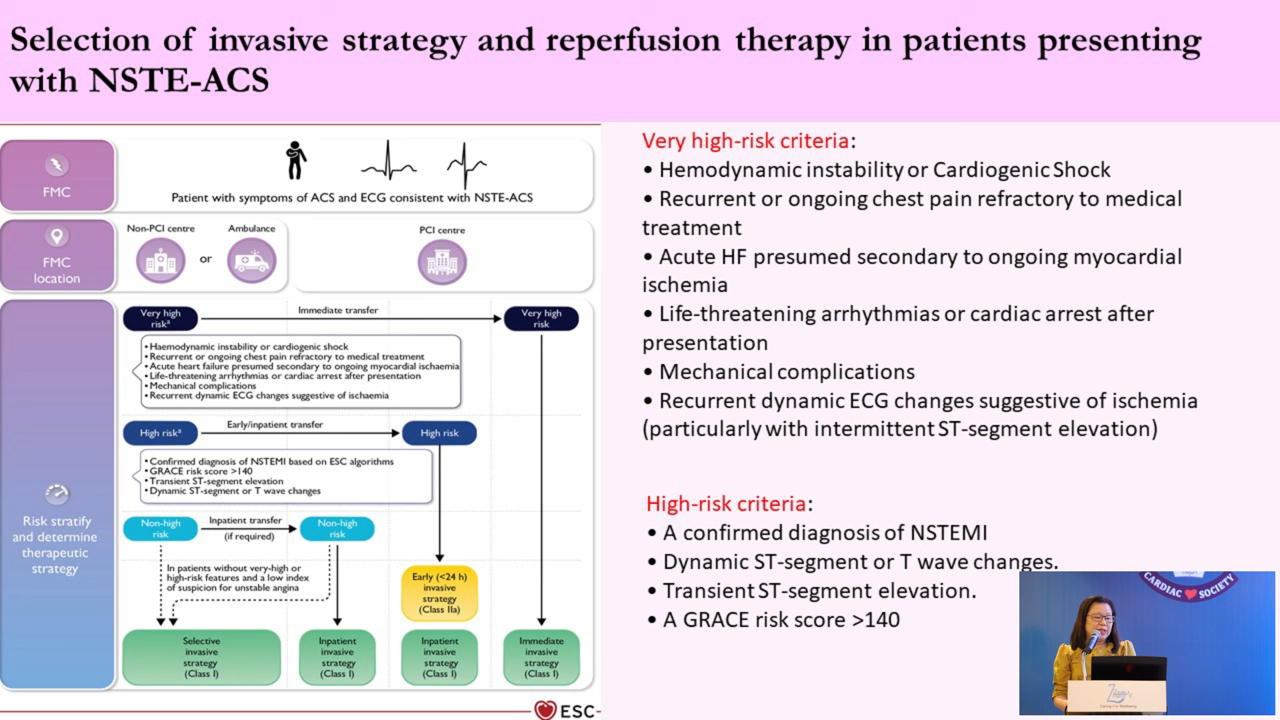 Selection of invasive strategy and reperfusion therapy in patients presenting
with NSTE-ACS
FMC
Patient with symptoms of ACS and ECG consistent with NSTE-ACS
FMC
location
Non-PCI centre
or
Ambulance
PCI centre
Risk stratify
and determine
therapeutic
strategy
Very high
riskª
Immediate transfer
Very high
risk
• Haemodynamic instability or cardiogenic shock
• Recurrent or ongoing chest pain refractory to medical treatment
• Acute heart failure presumed secondary to ongoing myocardial ischaemia
• Life-threatening arrhythmias or cardiac arrest after presentation
• Mechanical complications
• Recurrent dynamic ECG changes suggestive of ischaemia
High riskª
Early/inpatient transfer
High risk
• Confirmed diagnosis of NSTEMI based on ESC algorithms
• GRACE risk score >140
• Transient ST-segment elevation
• Dynamic ST-segment or T wave changes
Non-high
risk
Inpatient transfer
(if required)
Non-high
risk
In patients without very-high or
high-risk features and a low index
of suspicion for unstable angina
Early (<24 h)
invasive
strategy
(Class IIa)
Selective
invasive
strategy
(Class I)
Inpatient
invasive
strategy
(Class I)
Inpatient
invasive
strategy
(Class I)
Immediate
invasive
strategy
(Class I)
ESC
Very high-risk criteria:
• Hemodynamic instability or Cardiogenic Shock
• Recurrent or ongoing chest pain refractory to medical
treatment
• Acute HF presumed secondary to ongoing myocardial
ischemia
• Life-threatening arrhythmias or cardiac arrest after
presentation
• Mechanical complications
• Recurrent dynamic ECG changes suggestive of ischemia
(particularly with intermittent ST-segment elevation)
High-risk criteria:
• A confirmed diagnosis of NSTEMI
• Dynamic ST-segment or T wave changes.
• Transient ST-segment elevation.
• A GRACE risk score >140
CARDIAC SOCIETY